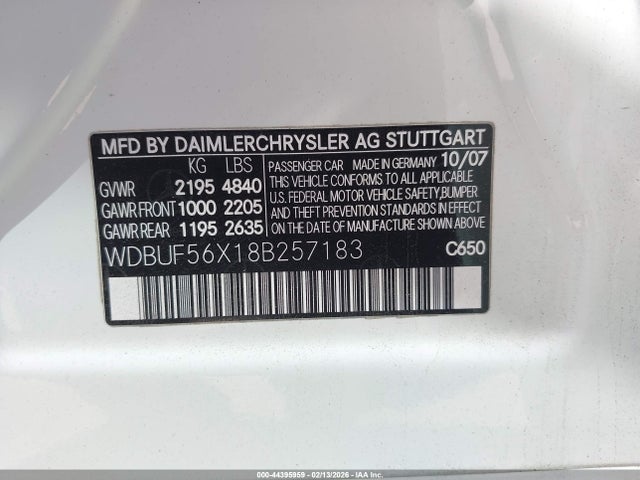 MFD BY DAIMLERCHRYSLER AG STUTTGART
KG LBS
GVWR 2195 4840
GAWR FRONT 1000 2205
GAWR REAR 1195 2635
PASSENGER CAR MADE IN GERMANY 10/07
THIS VEHICLE CONFORMS TO ALL APPLICABLE
U.S. FEDERAL MOTOR VEHICLE SAFETY, BUMPER
AND THEFT PREVENTION STANDARDS IN EFFECT
ON THE DATE OF MANUFACTURE SHOWN ABOVE
WDBUF56X18B257183 C650
000-44395959 - 02/13/2026 - IAAI.COM